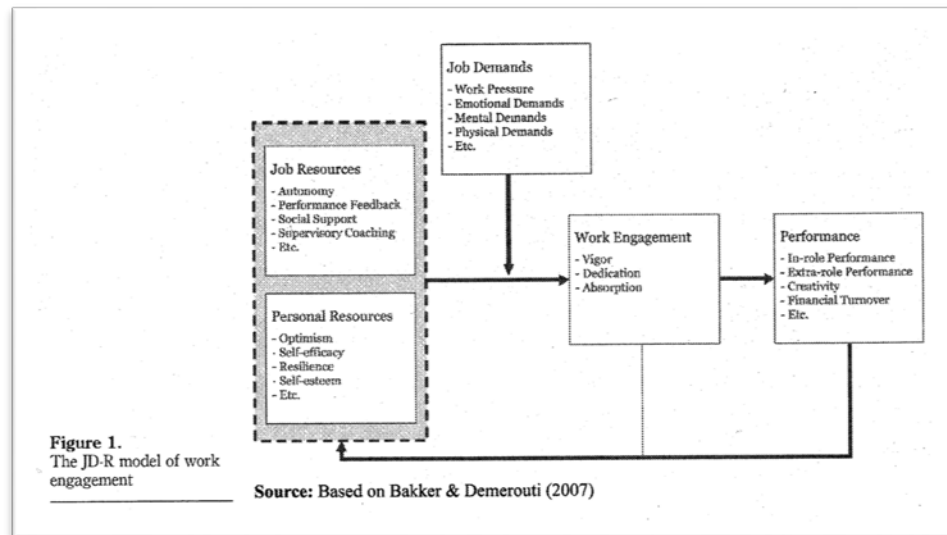 Job Demands
- Work Pressure
- Emotional Demands
- Mental Demands
- Physical Demands
- Etc.
Job Resources
- Autonomy
- Performance Feedback
- Social Support
- Supervisory Coaching
- Etc.
Personal Resources
- Optimism
- Self-efficacy
- Resilience
- Self-esteem
- Etc.
Work Engagement
- Vigor
- Dedication
- Absorption
Performance
- In-role Performance
- Extra-role Performance
- Creativity
- Financial Turnover
- Etc.
Figure 1.
The JD-R model of work
engagement
Source: Based on Bakker & Demerouti (2007)